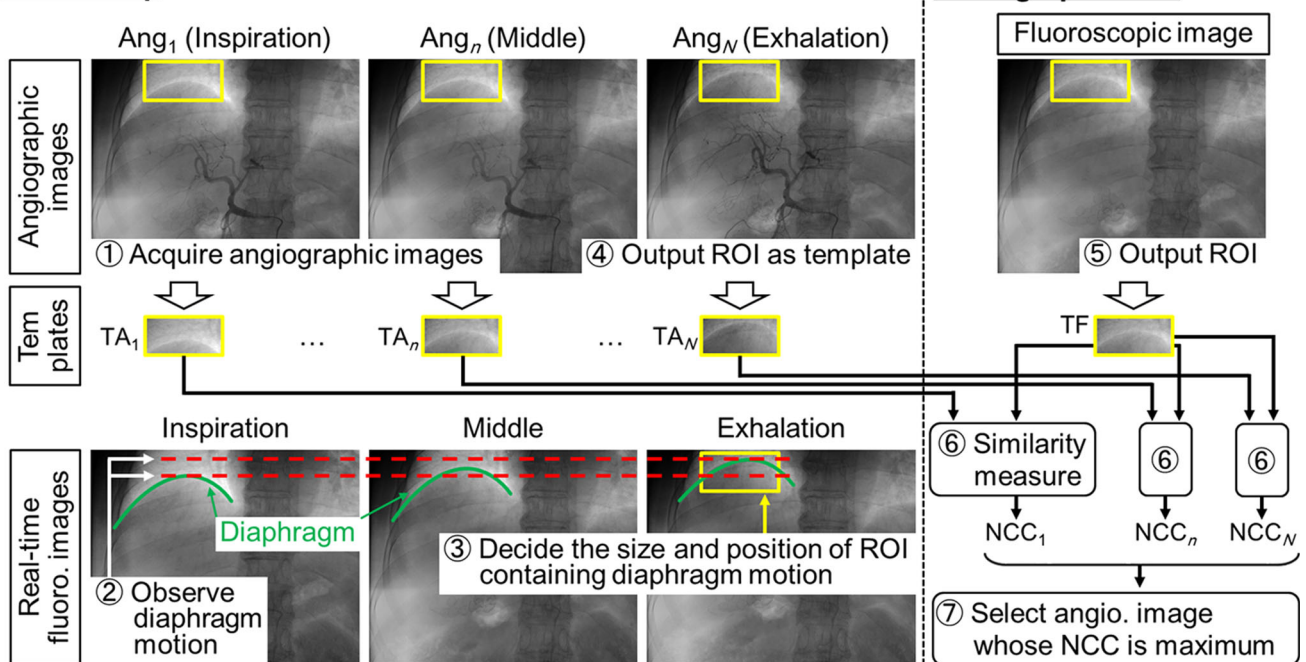 Ang1 (Inspiration)
Angn (Middle)
AngN (Exhalation)
Fluoroscopic image
Angiographic
images
① Acquire angiographic images
④ Output ROI as template
⑤ Output ROI
Tem
plates
TA1
...
TAn
...
TAN
TF
Inspiration
Middle
Exhalation
⑥ Similarity
measure
⑥
⑥
Real-time
fluoro. images
Diaphragm
② Observe
diaphragm
motion
③ Decide the size and position of ROI
containing diaphragm motion
NCC1
NCCn
NCCN
⑦ Select angio. image
whose NCC is maximum